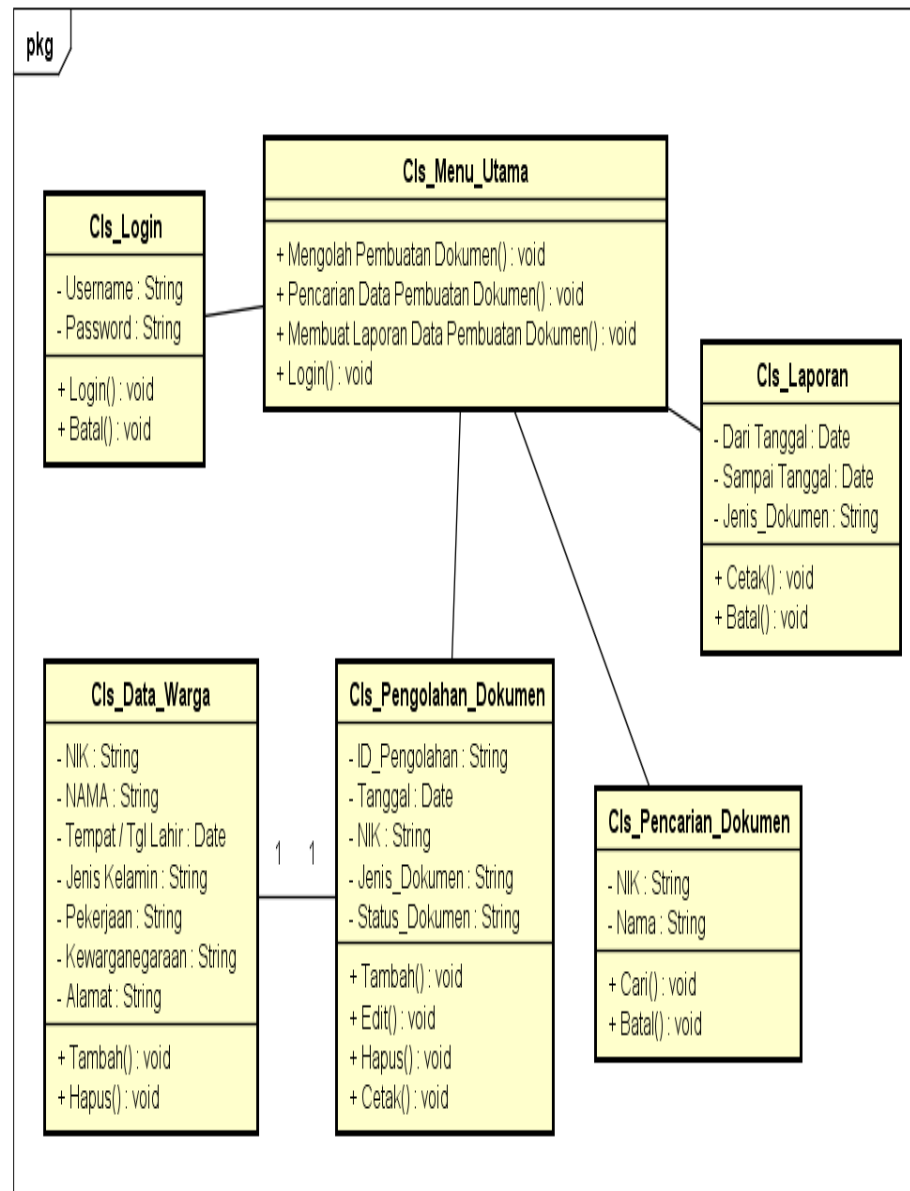 pkg
Cls_Menu_Utama
+ Mengolah Pembuatan Dokumen() : void
+ Pencarian Data Pembuatan Dokumen() : void
+ Membuat Laporan Data Pembuatan Dokumen() : void
+ Login() : void
Cls_Login
- Username : String
- Password : String
+ Login() : void
+ Batal() : void
Cls_Laporan
- Dari Tanggal : Date
- Sampai Tanggal : Date
- Jenis_Dokumen : String
+ Cetak() : void
+ Batal() : void
Cls_Data_Warga
- NIK : String
- NAMA : String
- Tempat / Tgl Lahir : Date
- Jenis Kelamin : String
- Pekerjaan : String
- Kewarganegaraan : String
- Alamat : String
+ Tambah() : void
+ Hapus() : void
1 1
Cls_Pengolahan_Dokumen
- ID_Pengolahan : String
- Tanggal : Date
- NIK : String
- Jenis_Dokumen : String
- Status_Dokumen : String
+ Tambah() : void
+ Edit() : void
+ Hapus() : void
+ Cetak() : void
Cls_Pencarian_Dokumen
- NIK : String
- Nama : String
+ Cari() : void
+ Batal() : void